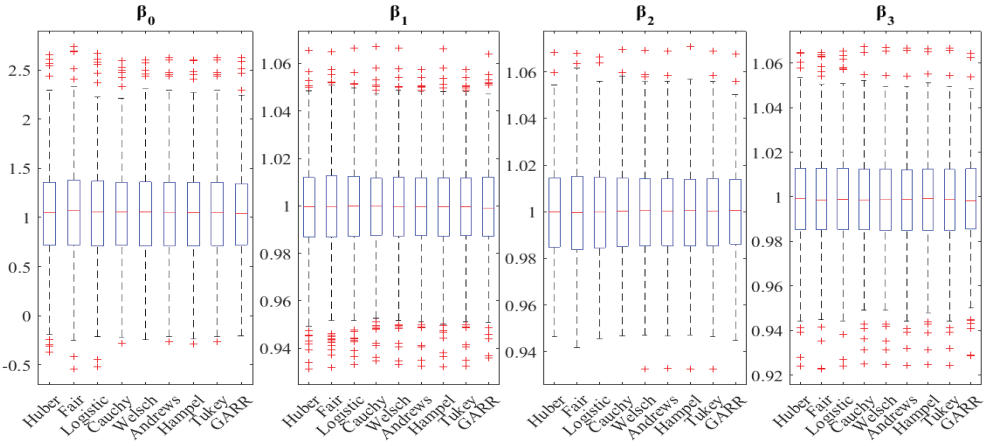 β0
2.5
2
1.5
1
0.5
0
-0.5
Huber
Fair
Logistic
Cauchy
Welsch
Andrews
Hampel
Tukey
GARR
β1
1.06
1.04
1.02
1
0.98
0.96
0.94
Huber
Fair
Logistic
Cauchy
Welsch
Andrews
Hampel
Tukey
GARR
β2
1.06
1.04
1.02
1
0.98
0.96
0.94
Huber
Fair
Logistic
Cauchy
Welsch
Andrews
Hampel
Tukey
GARR
β3
1.06
1.04
1.02
1
0.98
0.96
0.94
0.92
Huber
Fair
Logistic
Cauchy
Welsch
Andrews
Hampel
Tukey
GARR